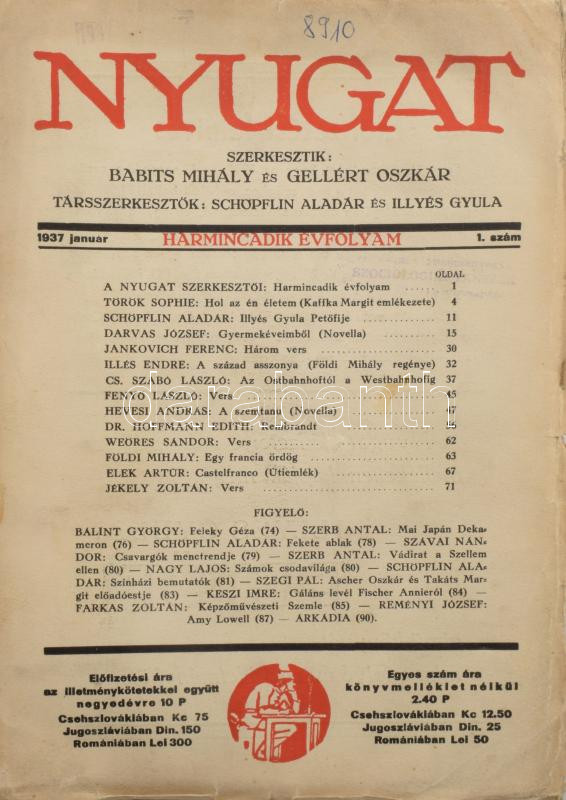 8910
NYUGAT
SZERKESZTIK:
BABITS MIHÁLY ÉS GELLÉRT OSZKÁR
TÁRSSZERKESZTŐK: SCHÖPFLIN ALADÁR ÉS ILLYÉS GYULA
1937 január HARMINCADIK ÉVFOLYAM 1. szám
OLDAL
A NYUGAT SZERKESZTŐI: Harmincadik évfolyam ...... 1
TÖRÖK SOPHIE: Hol az én életem (Kaffka Margit emlékezete) 4
SCHÖPFLIN ALADÁR: Illyés Gyula Petőfije ...... 11
DARVAS JÓZSEF: Gyermekéveimből (Novella) ...... 15
JANKOVICH FERENC: Három vers ...... 30
ILLÉS ENDRE: A század asszonya (Földi Mihály regénye) 32
CS. SZABÓ LÁSZLÓ: Az Ostbahnhoftól a Westbahnhofig 37
FENYŐ LÁSZLÓ: Vers ...... 45
HEVESI ANDRÁS: A szemtanu (Novella) ...... 47
DR. HOFFMANN EDITH: Rembrandt ......
WEÖRES SÁNDOR: Vers ...... 62
FÖLDI MIHÁLY: Egy francia ördög ...... 63
ELEK ARTÚR: Castelfranco (Útiemlék) ...... 67
JÉKELY ZOLTÁN: Vers ...... 71
darabanth
FIGYELŐ:
BÁLINT GYÖRGY: Feleky Géza (74) — SZERB ANTAL: Mai Japán Deka-
meron (76) — SCHÖPFLIN ALADÁR: Fekete ablak (78) — SZÁVAI NÁN-
DOR: Csavargók menetrendje (79) — SZERB ANTAL: Vádirat a Szellem
ellen (80) — NAGY LAJOS: Számok csodavilága (80) — SCHÖPFLIN ALA-
DÁR: Színházi bemutatók (81) — SZEGI PÁL: Ascher Oszkár és Takáts Mar-
git előadóestje (83) — KESZI IMRE: Gáláns levél Fischer Annieról (84) —
FARKAS ZOLTÁN: Képzőművészeti Szemle (85) — REMÉNYI JÓZSEF:
Amy Lowell (87) — ARKÁDIA (90).
Előfizetési ára
az illetménykötetekkel együtt
negyedévre 10 P
Csehszlovákiában Kc 75
Jugoszláviában Din. 150
Romániában Lei 300
Egyes szám ára
könyvmelléklet nélkül
2.40 P
Csehszlovákiában Kc 12.50
Jugoszláviában Din. 25
Romániában Lei 50